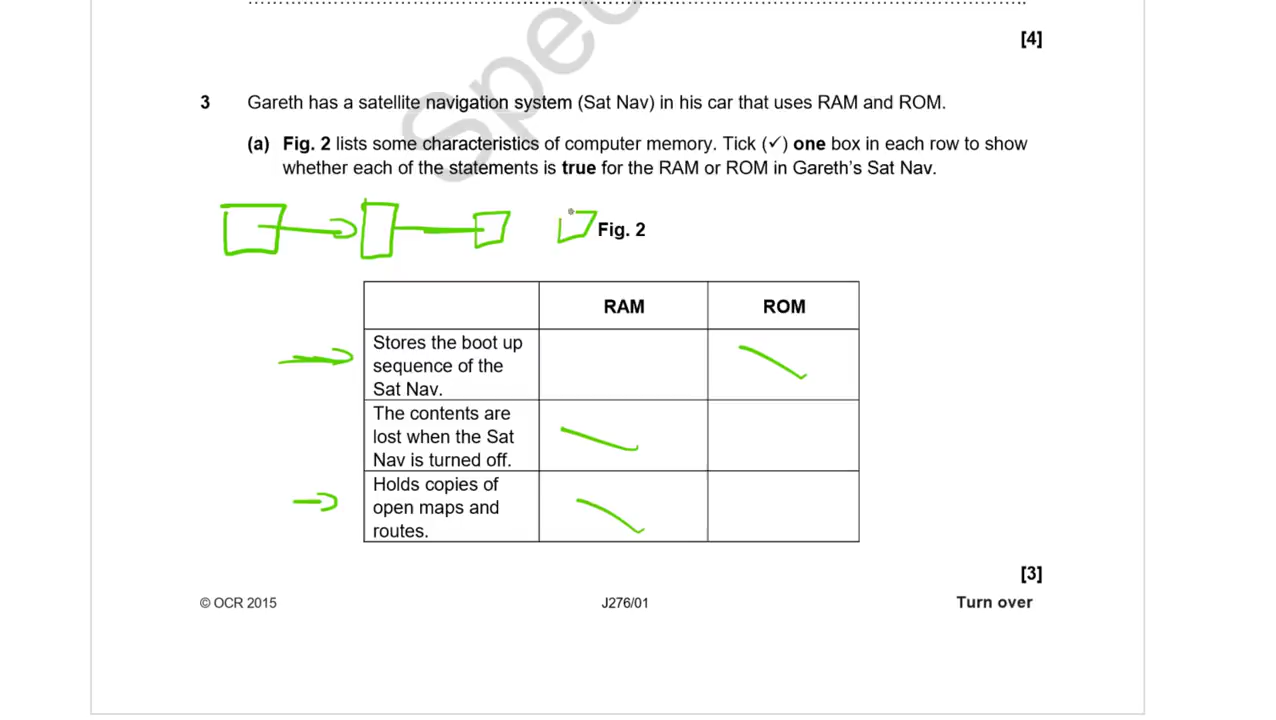 [4]
Spec
3 Gareth has a satellite navigation system (Sat Nav) in his car that uses RAM and ROM.
(a) Fig. 2 lists some characteristics of computer memory. Tick (✓) one box in each row to show
whether each of the statements is true for the RAM or ROM in Gareth's Sat Nav.
Fig. 2
RAM ROM
Stores the boot up
sequence of the
Sat Nav.
The contents are
lost when the Sat
Nav is turned off.
Holds copies of
open maps and
routes.
[3]
© OCR 2015 J276/01 Turn over